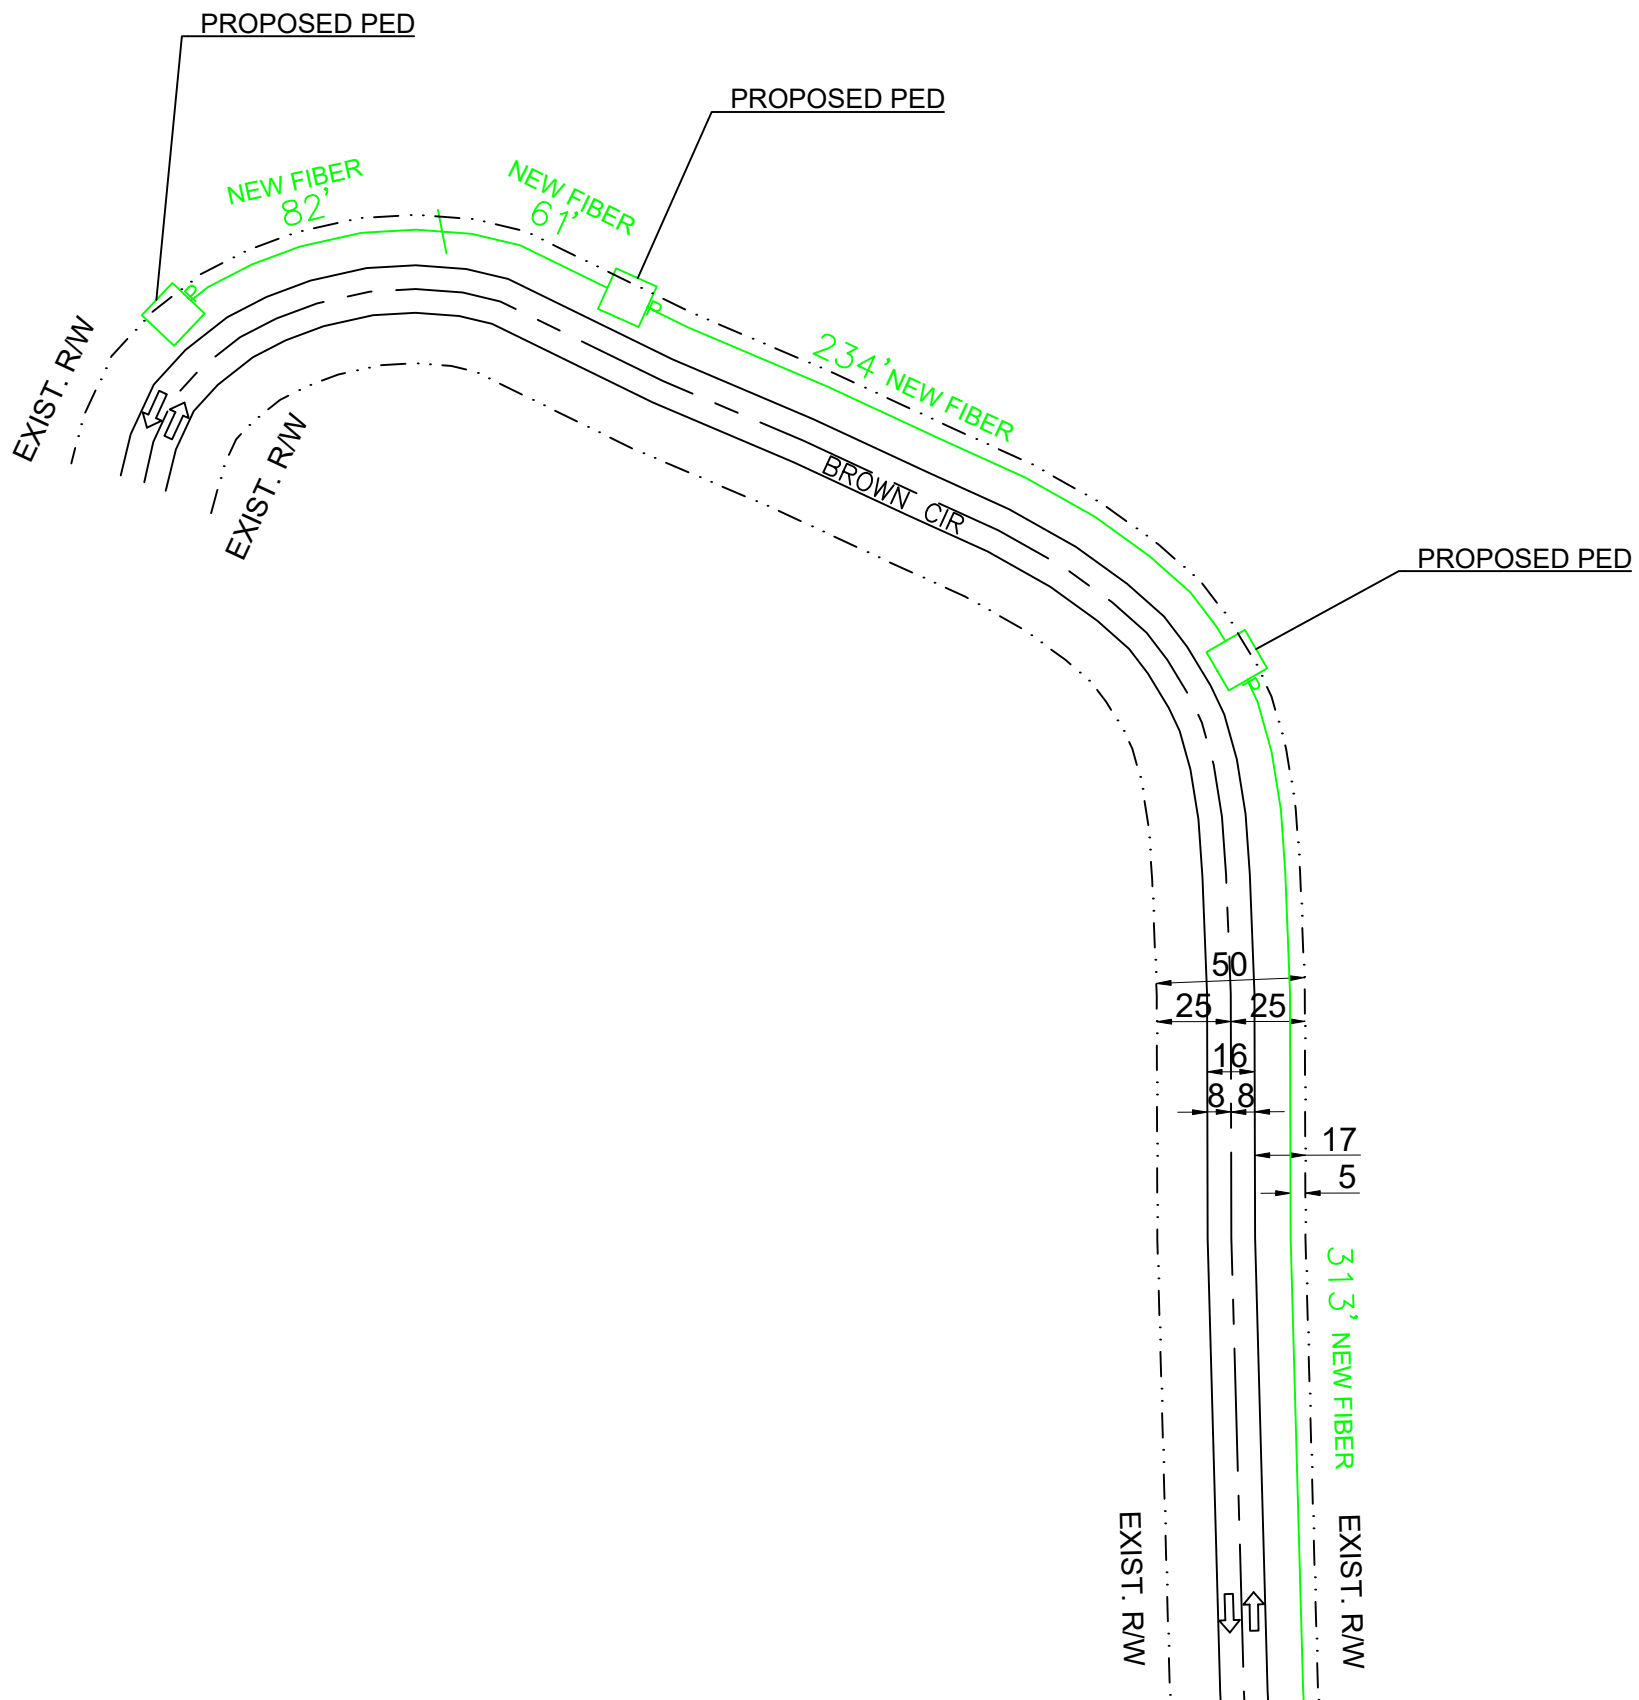 PROPOSED PED
PROPOSED PED
NEW FIBER
82'
NEW FIBER
61'
P
P
EXIST. R/W
EXIST. R/W
234' NEW FIBER
BROWN CIR
PROPOSED PED
P
50
25 25
16
8 8
17
5
313' NEW FIBER
EXIST. R/W
EXIST. R/W